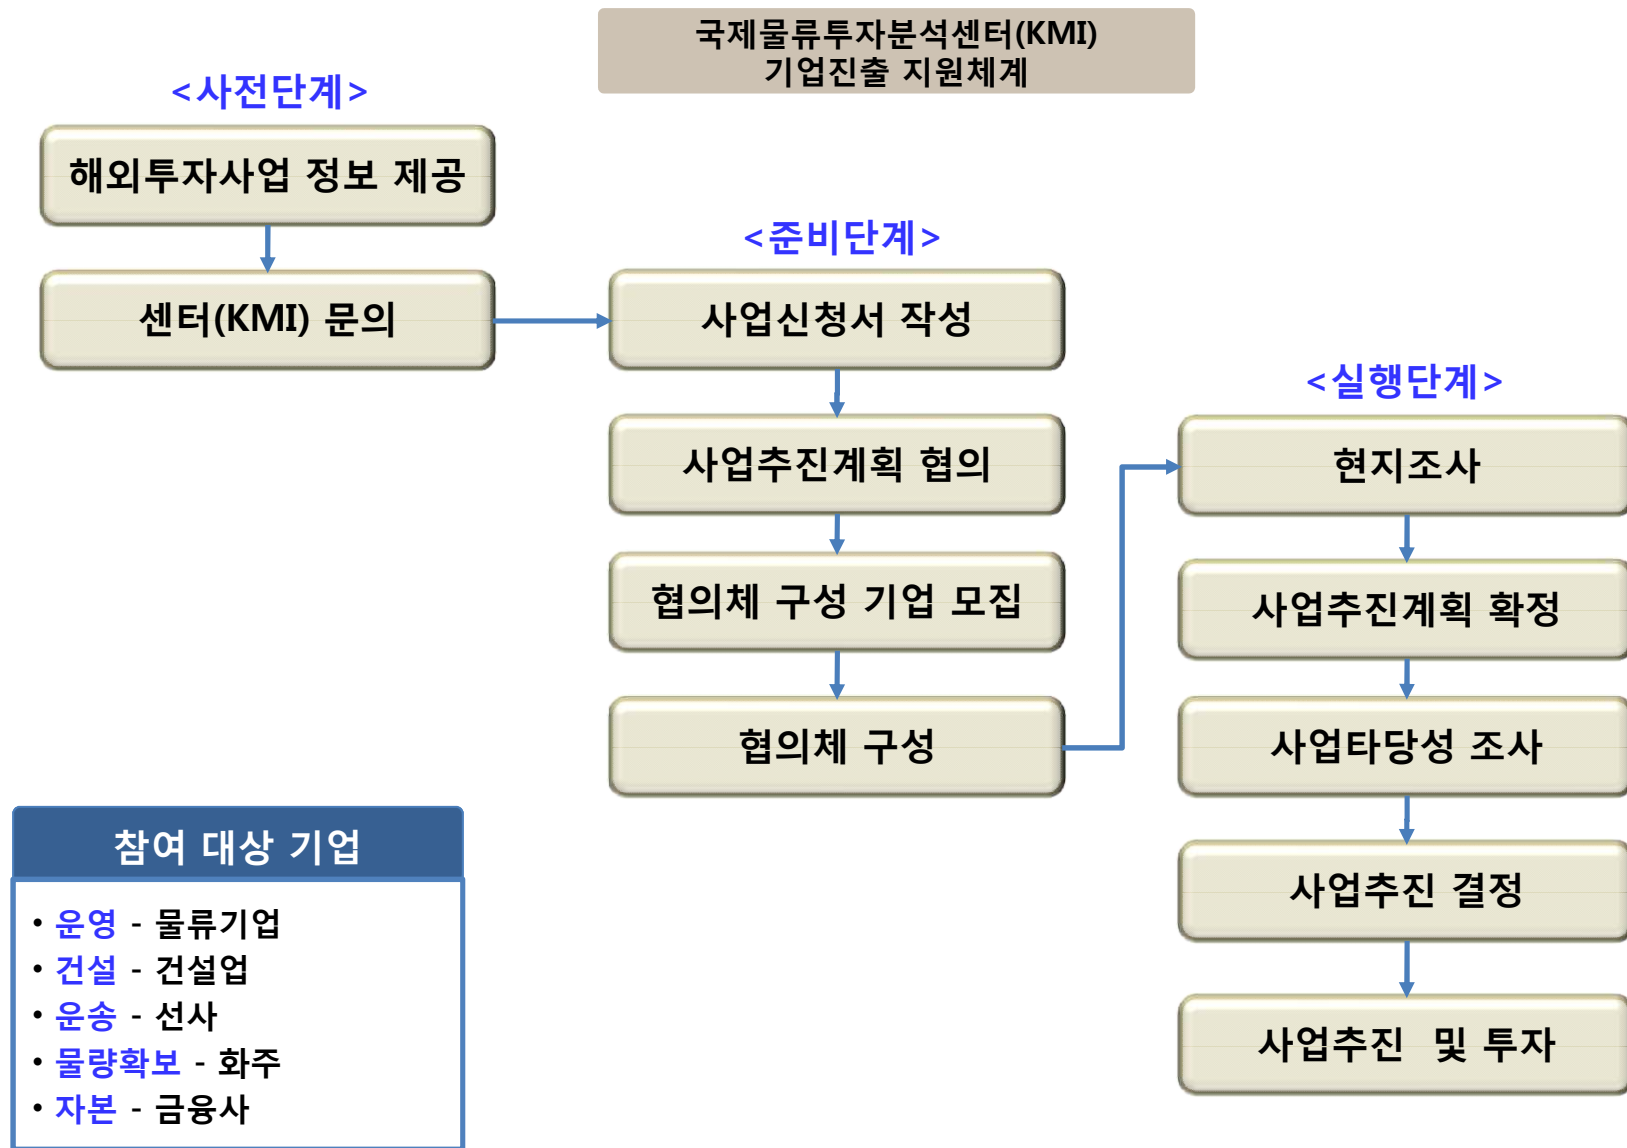 국제물류투자분석센터(KMI)
기업진출 지원체계
<사전단계>
해외투자사업 정보 제공
센터(KMI) 문의
<준비단계>
사업신청서 작성
사업추진계획 협의
협의체 구성 기업 모집
협의체 구성
<실행단계>
현지조사
사업추진계획 확정
사업타당성 조사
사업추진 결정
사업추진 및 투자
참여 대상 기업
• 운영 - 물류기업
• 건설 - 건설업
• 운송 - 선사
• 물량확보 - 화주
• 자본 - 금융사